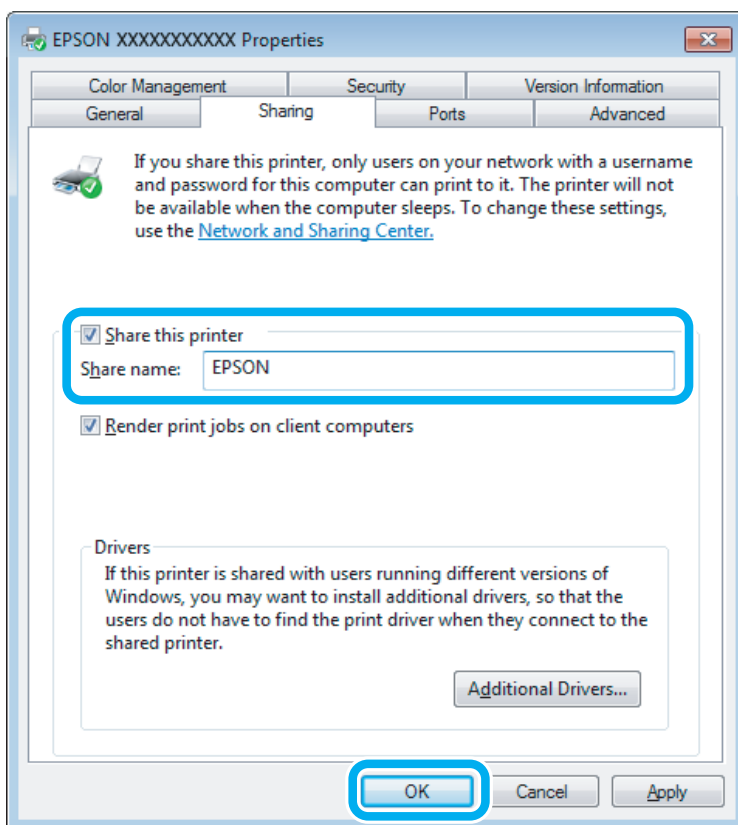 EPSON XXXXXXXXXXX Properties
Color Management Security Version Information
General Sharing Ports Advanced
If you share this printer, only users on your network with a username
and password for this computer can print to it. The printer will not
be available when the computer sleeps. To change these settings,
use the Network and Sharing Center.
Share this printer
Share name: EPSON
Render print jobs on client computers
Drivers
If this printer is shared with users running different versions of
Windows, you may want to install additional drivers, so that the
users do not have to find the print driver when they connect to the
shared printer.
Additional Drivers...
OK Cancel Apply